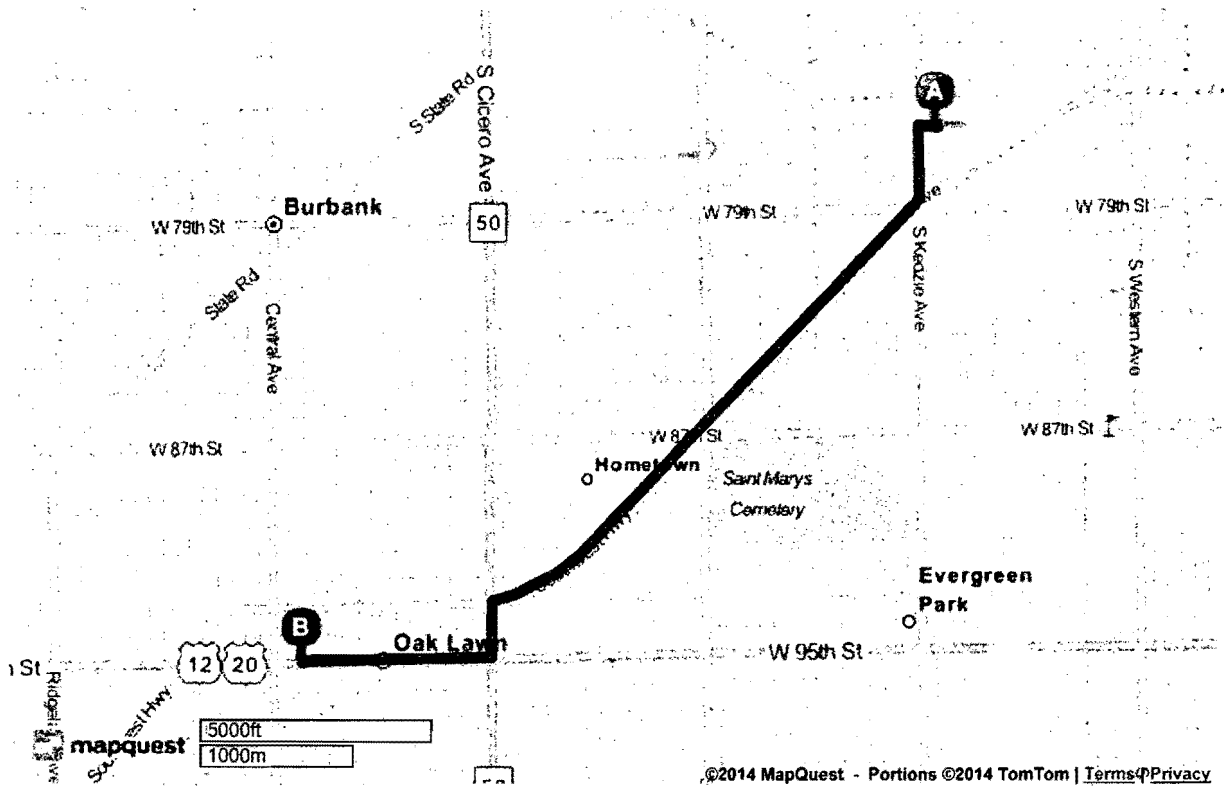 A
S State Rd
S Cicero Ave
Burbank
W 79th St
50
W 79th St
W 79th St
State Rd
Central Ave
S Kedzie Ave
S Western Ave
W 87th St
W 87th St
W 87th St
Hometown
Saint Marys
Cemetery
Evergreen
Park
B
Oak Lawn
12
20
W 95th St
St
mapquest
5000ft
1000m
©2014 MapQuest - Portions ©2014 TomTom | Terms Privacy